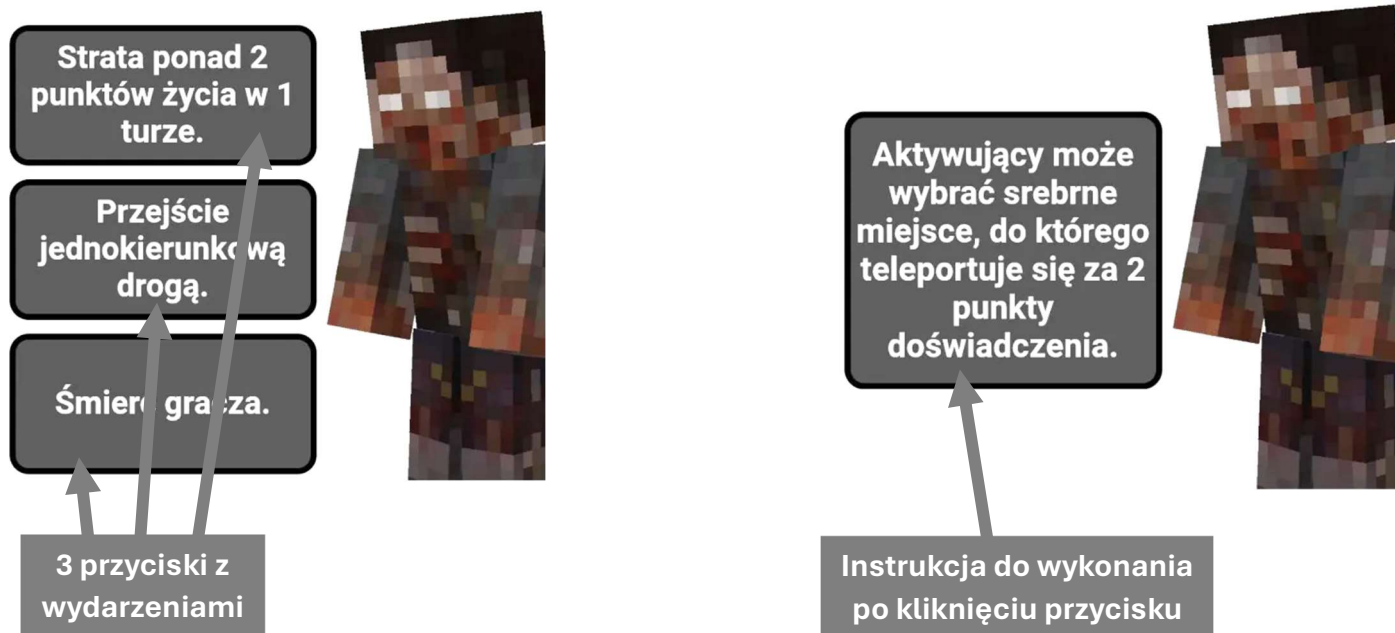 Strata ponad 2
punktów życia w 1
turze.
Przejście
jednokierunkową
drogą.
Śmierć gracza.
3 przyciski z
wydarzeniami
Aktywujący może
wybrać srebrne
miejsce, do którego
teleportuje się za 2
punkty
doświadczenia.
Instrukcja do wykonania
po kliknięciu przycisku